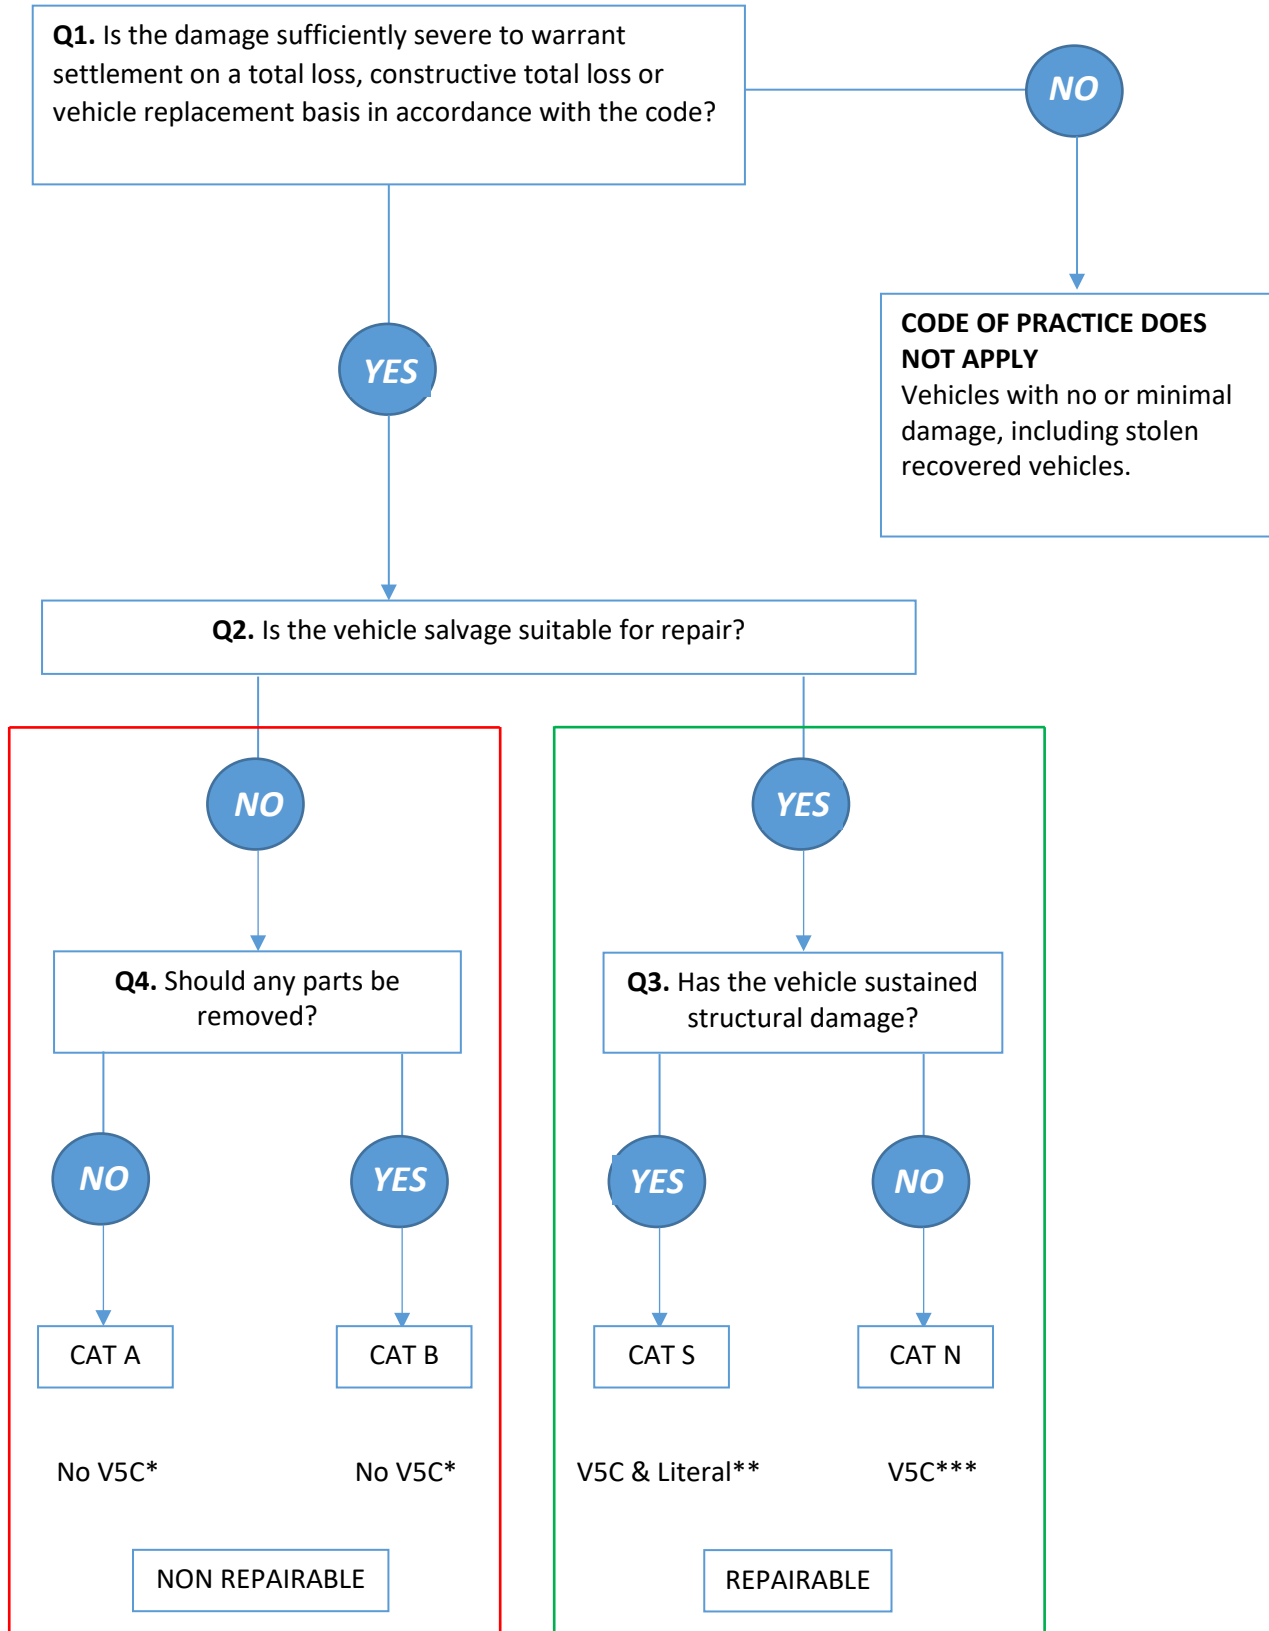 Q1. Is the damage sufficiently severe to warrant
settlement on a total loss, constructive total loss or
vehicle replacement basis in accordance with the code?
NO
CODE OF PRACTICE DOES
NOT APPLY
Vehicles with no or minimal
damage, including stolen
recovered vehicles.
YES
Q2. Is the vehicle salvage suitable for repair?
NO
YES
Q4. Should any parts be
removed?
Q3. Has the vehicle sustained
structural damage?
NO
YES
YES
NO
CAT A
CAT B
CAT S
CAT N
No V5C*
No V5C*
V5C & Literal**
V5C***
NON REPAIRABLE
REPAIRABLE